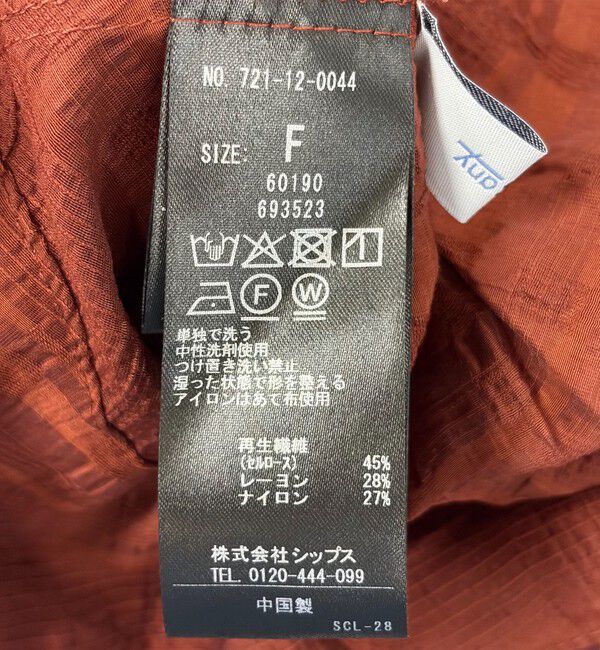 NO. 721-12-0044
SIZE: F
60190
693523
F W
単独で洗う
中性洗剤使用
つけ置き洗い禁止
湿った状態で形を整える
アイロンはあて布使用
再生繊維
(セルロース) 45%
レーヨン 28%
ナイロン 27%
株式会社シップス
TEL. 0120-444-099
中国製
SCL-28
any